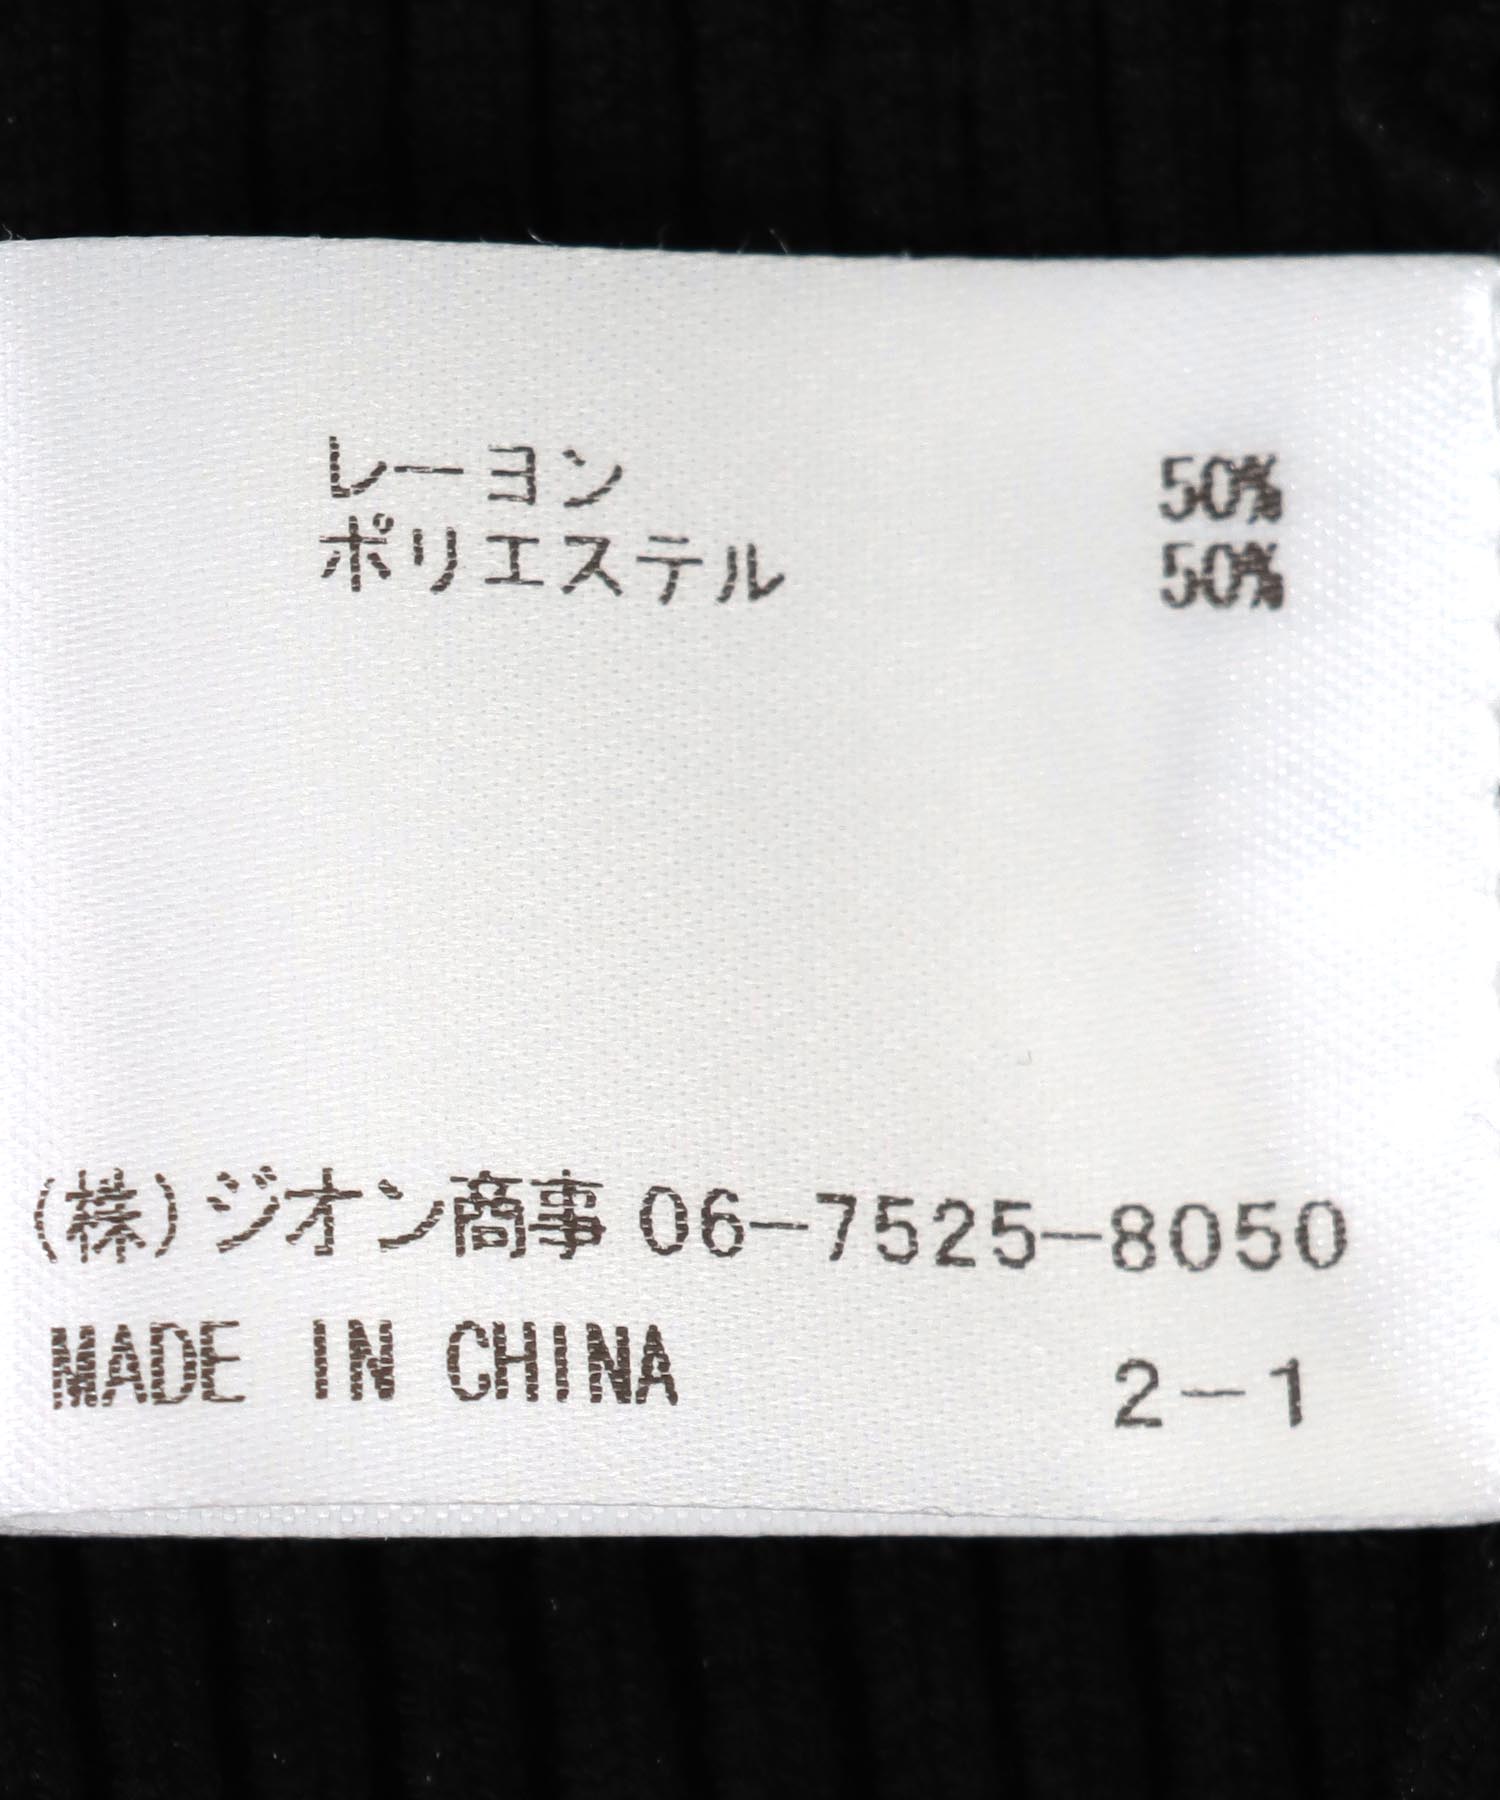 レーヨン 50%
ポリエステル 50%
(株)ジオン商事 06-7525-8050
MADE IN CHINA 2-1